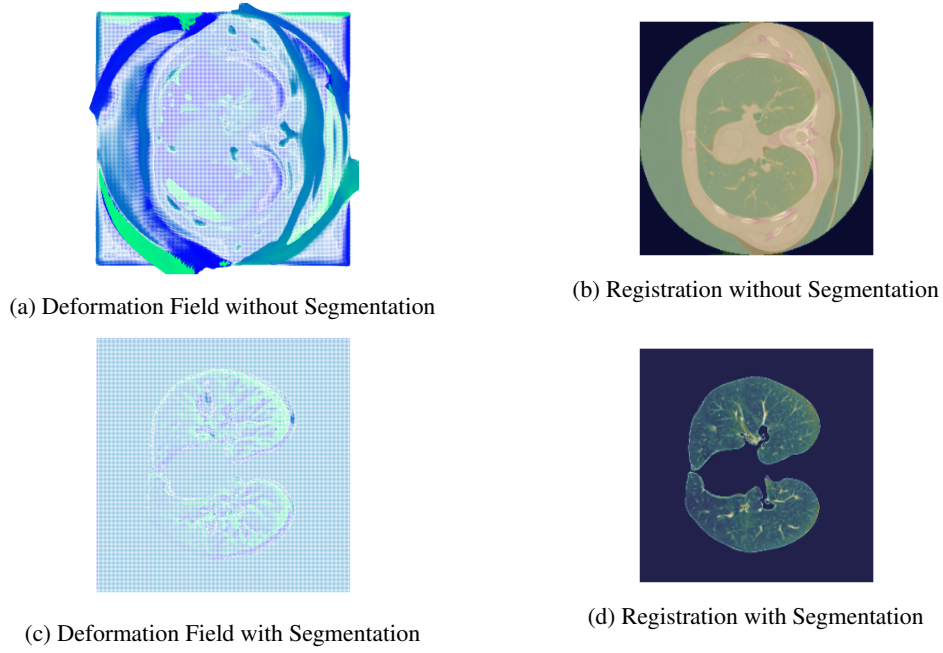 (a) Deformation Field without Segmentation
(b) Registration without Segmentation
(c) Deformation Field with Segmentation
(d) Registration with Segmentation